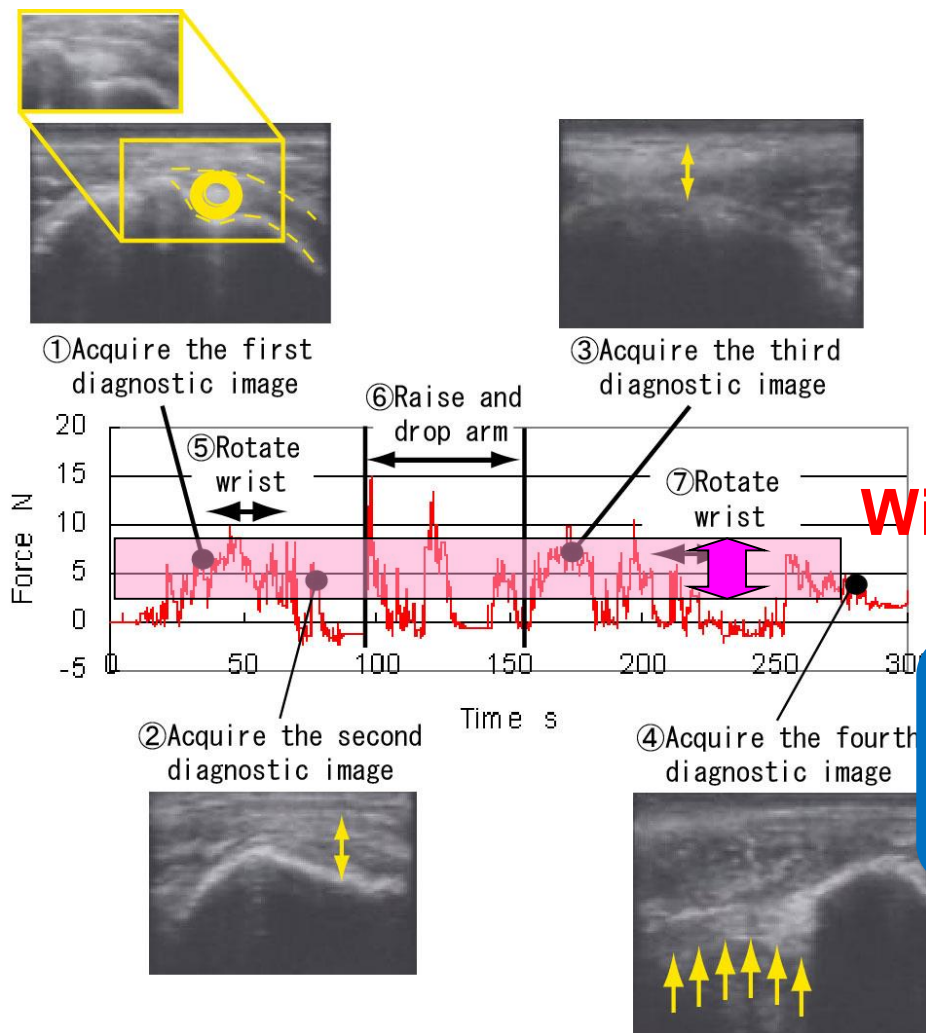 ①Acquire the first
diagnostic image
③Acquire the third
diagnostic image
⑥Raise and
drop arm
⑤Rotate
wrist
⑦Rotate
wrist
Wi
Force N
20
15
10
5
0
-5
0 50 100 150 200 250 300
Time s
②Acquire the second
diagnostic image
④Acquire the fourth
diagnostic image